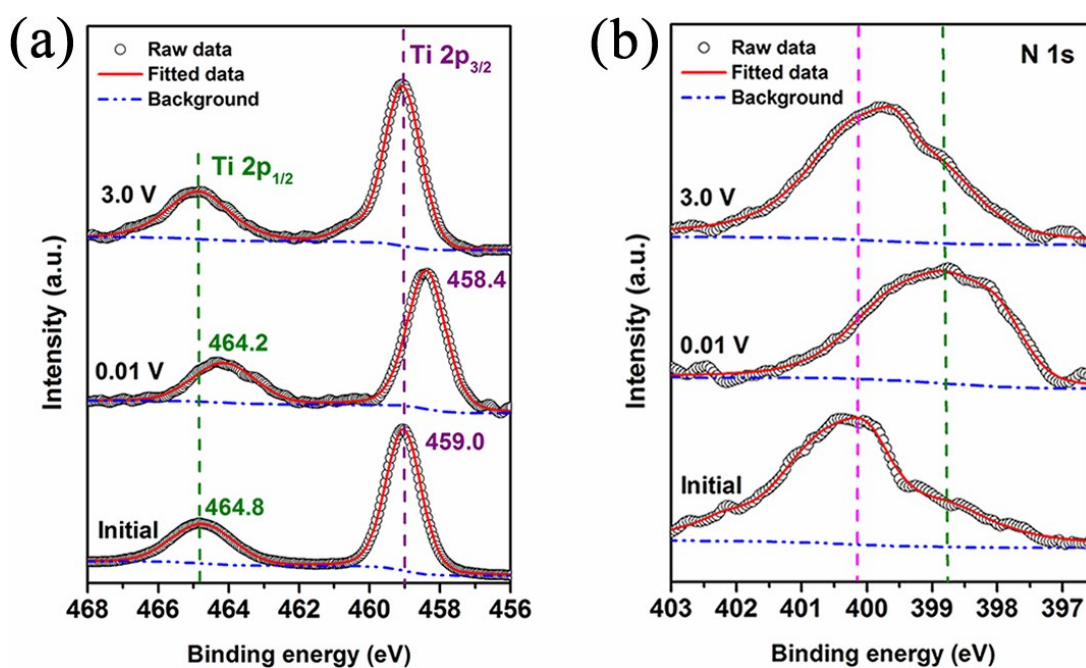 (a)
Raw data
Fitted data
Background
Ti 2p3/2
Ti 2p1/2
3.0 V
458.4
464.2
0.01 V
459.0
464.8
Initial
Intensity (a.u.)
468 466 464 462 460 458 456
Binding energy (eV)
(b)
Raw data
Fitted data
Background
N 1s
3.0 V
0.01 V
Initial
Intensity (a.u.)
403 402 401 400 399 398 397
Binding energy (eV)